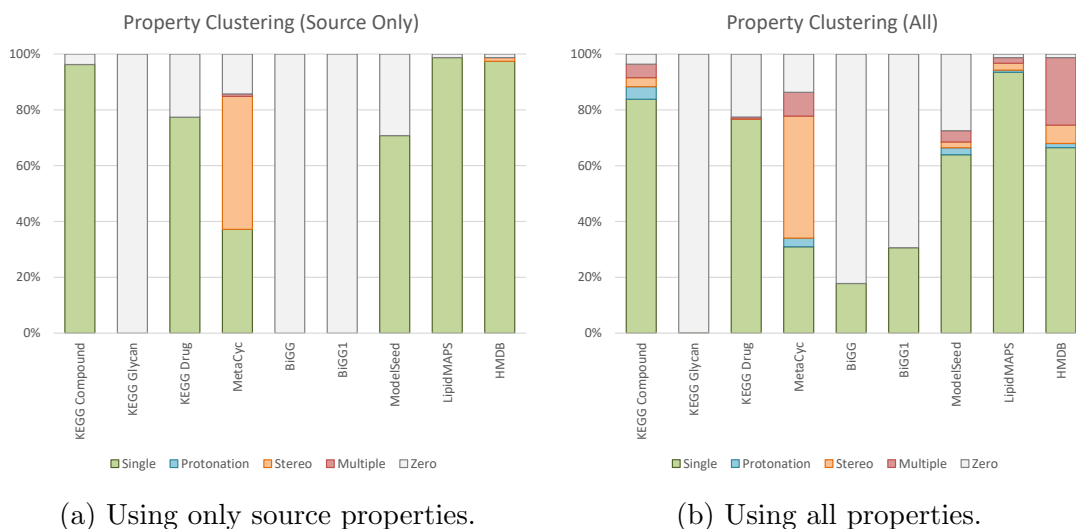 Property Clustering (Source Only)
100%
80%
60%
40%
20%
0%
KEGG Compound
KEGG Glycan
KEGG Drug
MetaCyc
BiGG
BiGG1
ModelSeed
LipidMAPS
HMDB
Single Protonation Stereo Multiple Zero
(a) Using only source properties.
Property Clustering (All)
100%
80%
60%
40%
20%
0%
KEGG Compound
KEGG Glycan
KEGG Drug
MetaCyc
BiGG
BiGG1
ModelSeed
LipidMAPS
HMDB
Single Protonation Stereo Multiple Zero
(b) Using all properties.